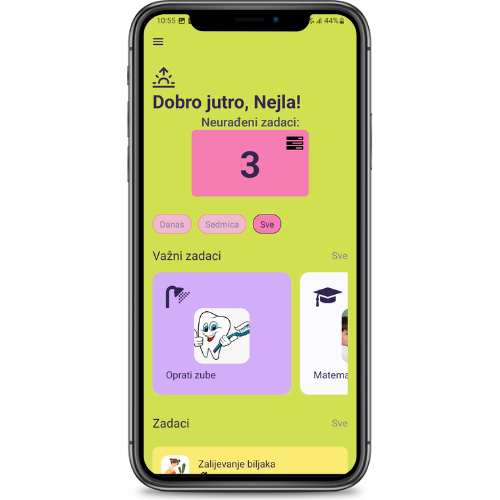 10:55 44%
Dobro jutro, Nejla!
Neurađeni zadaci:
3
Danas Sedmica Sve
Važni zadaci Sve
Oprati zube Matema
Zadaci Sve
Zalijevanje biljaka